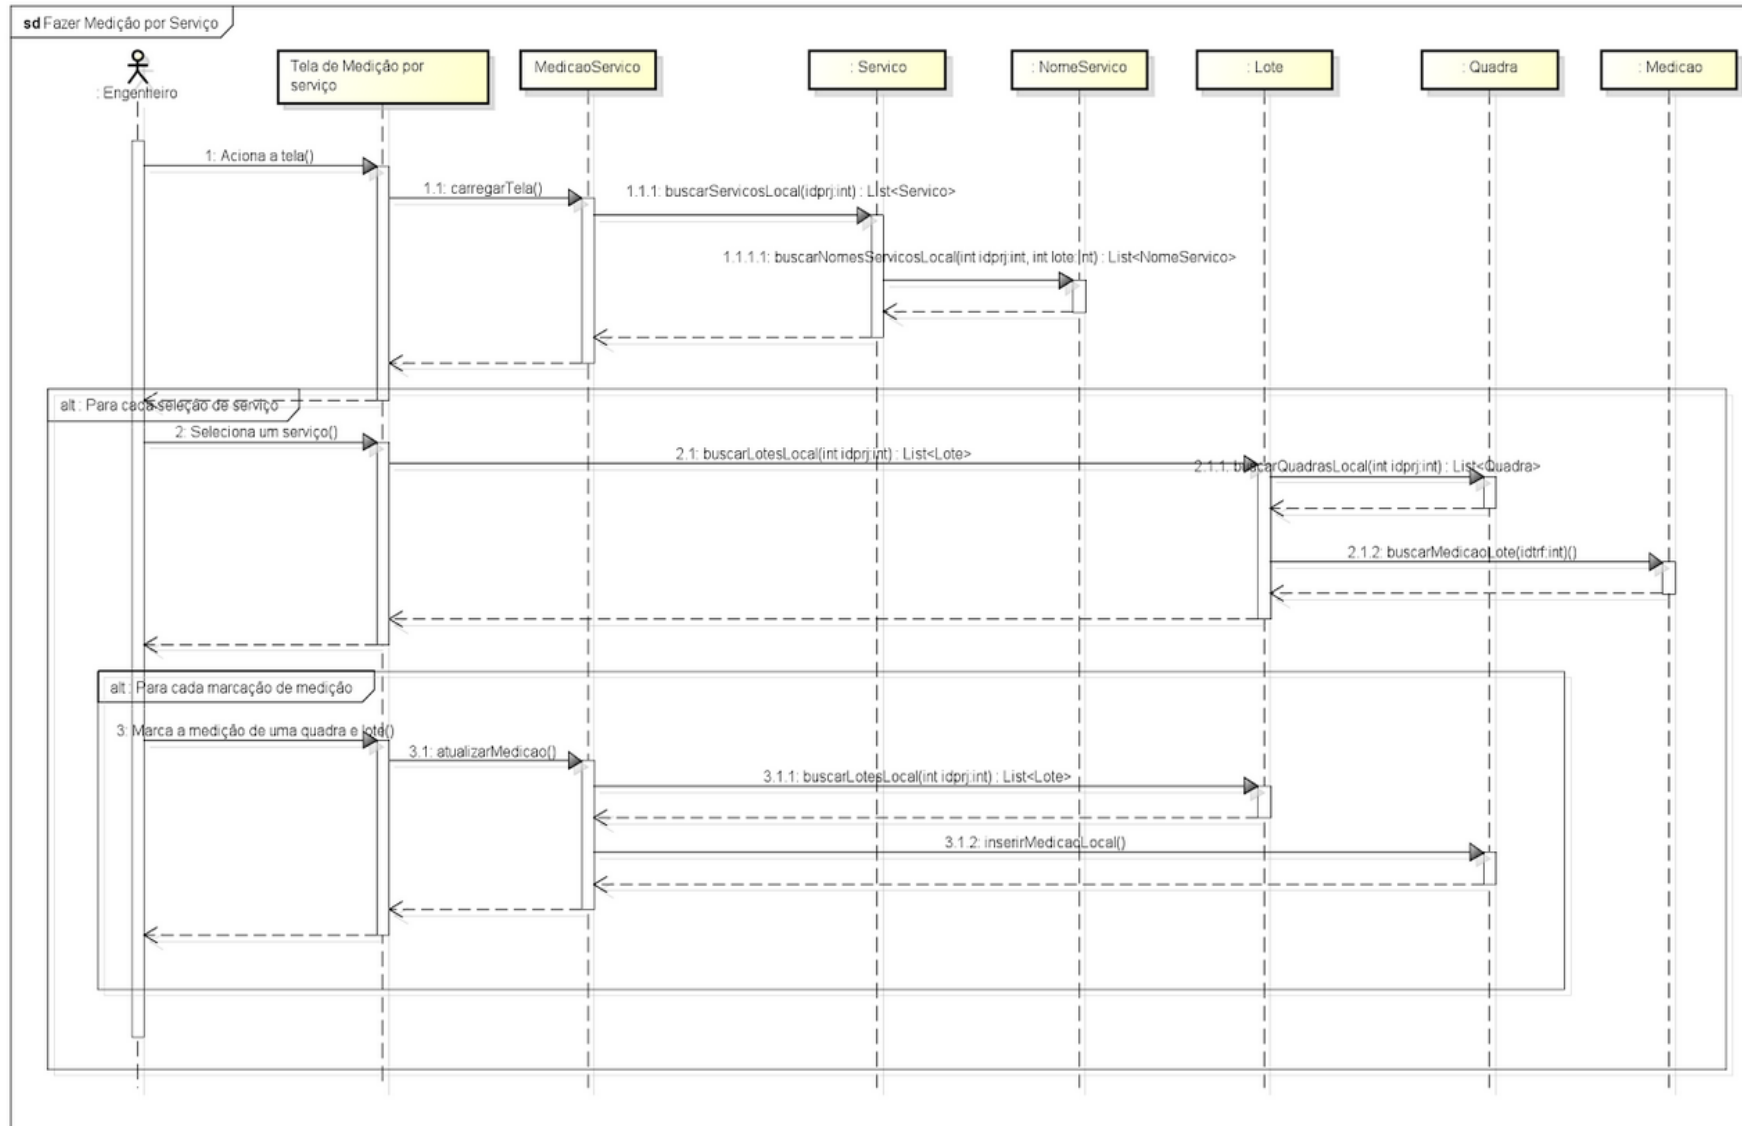 sd Fazer Medição por Serviço
: Engenheiro
Tela de Medição por
serviço
MedicaoServico
: Servico
: NomeServico
: Lote
: Quadra
: Medicao
1: Aciona a tela()
1.1: carregarTela()
1.1.1: buscarServicosLocal(idprj:int) : List<Servico>
1.1.1.1: buscarNomesServicosLocal(int idprj:int, int lote:int) : List<NomeServico>
alt : Para cada seleção de serviço
2: Seleciona um serviço()
2.1: buscarLotesLocal(int idprj:int) : List<Lote>
2.1.1: buscarQuadrasLocal(int idprj:int) : List<Quadra>
2.1.2: buscarMedicaoLote(idtrf:int)()
alt : Para cada marcação de medição
3: Marca a medição de uma quadra e lote()
3.1: atualizarMedicao()
3.1.1: buscarLotesLocal(int idprj:int) : List<Lote>
3.1.2: inserirMedicaoLocal()